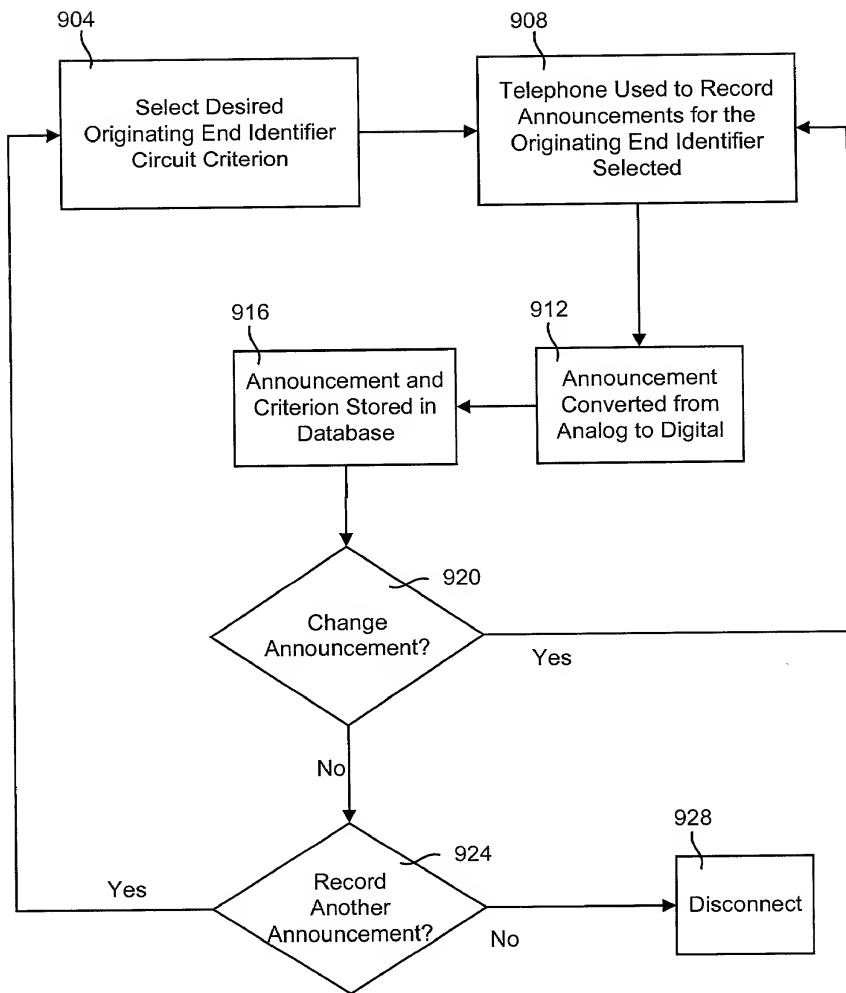 904
Select Desired
Originating End Identifier
Circuit Criterion
908
Telephone Used to Record
Announcements for the
Originating End Identifier
Selected
916
Announcement and
Criterion Stored in
Database
912
Announcement
Converted from
Analog to Digital
920
Change
Announcement?
Yes
No
924
Record
Another
Announcement?
Yes
No
928
Disconnect